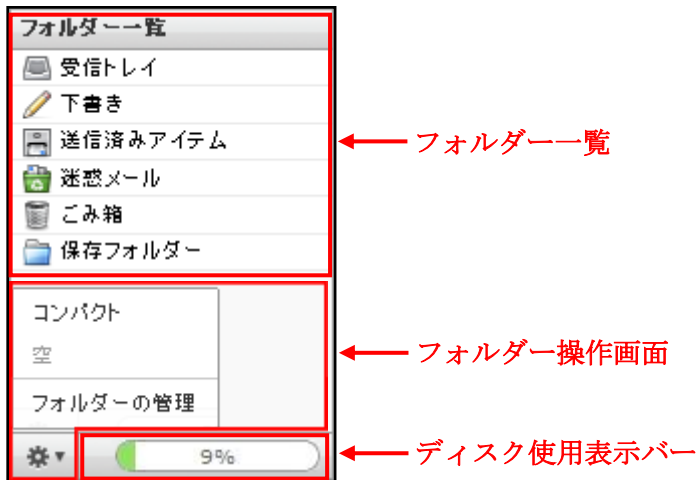 フォルダー一覧
受信トレイ
下書き
送信済みアイテム
フォルダー一覧
迷惑メール
ごみ箱
保存フォルダー
コンパクト
空
フォルダー操作画面
フォルダーの管理
9%
ディスク使用表示バー